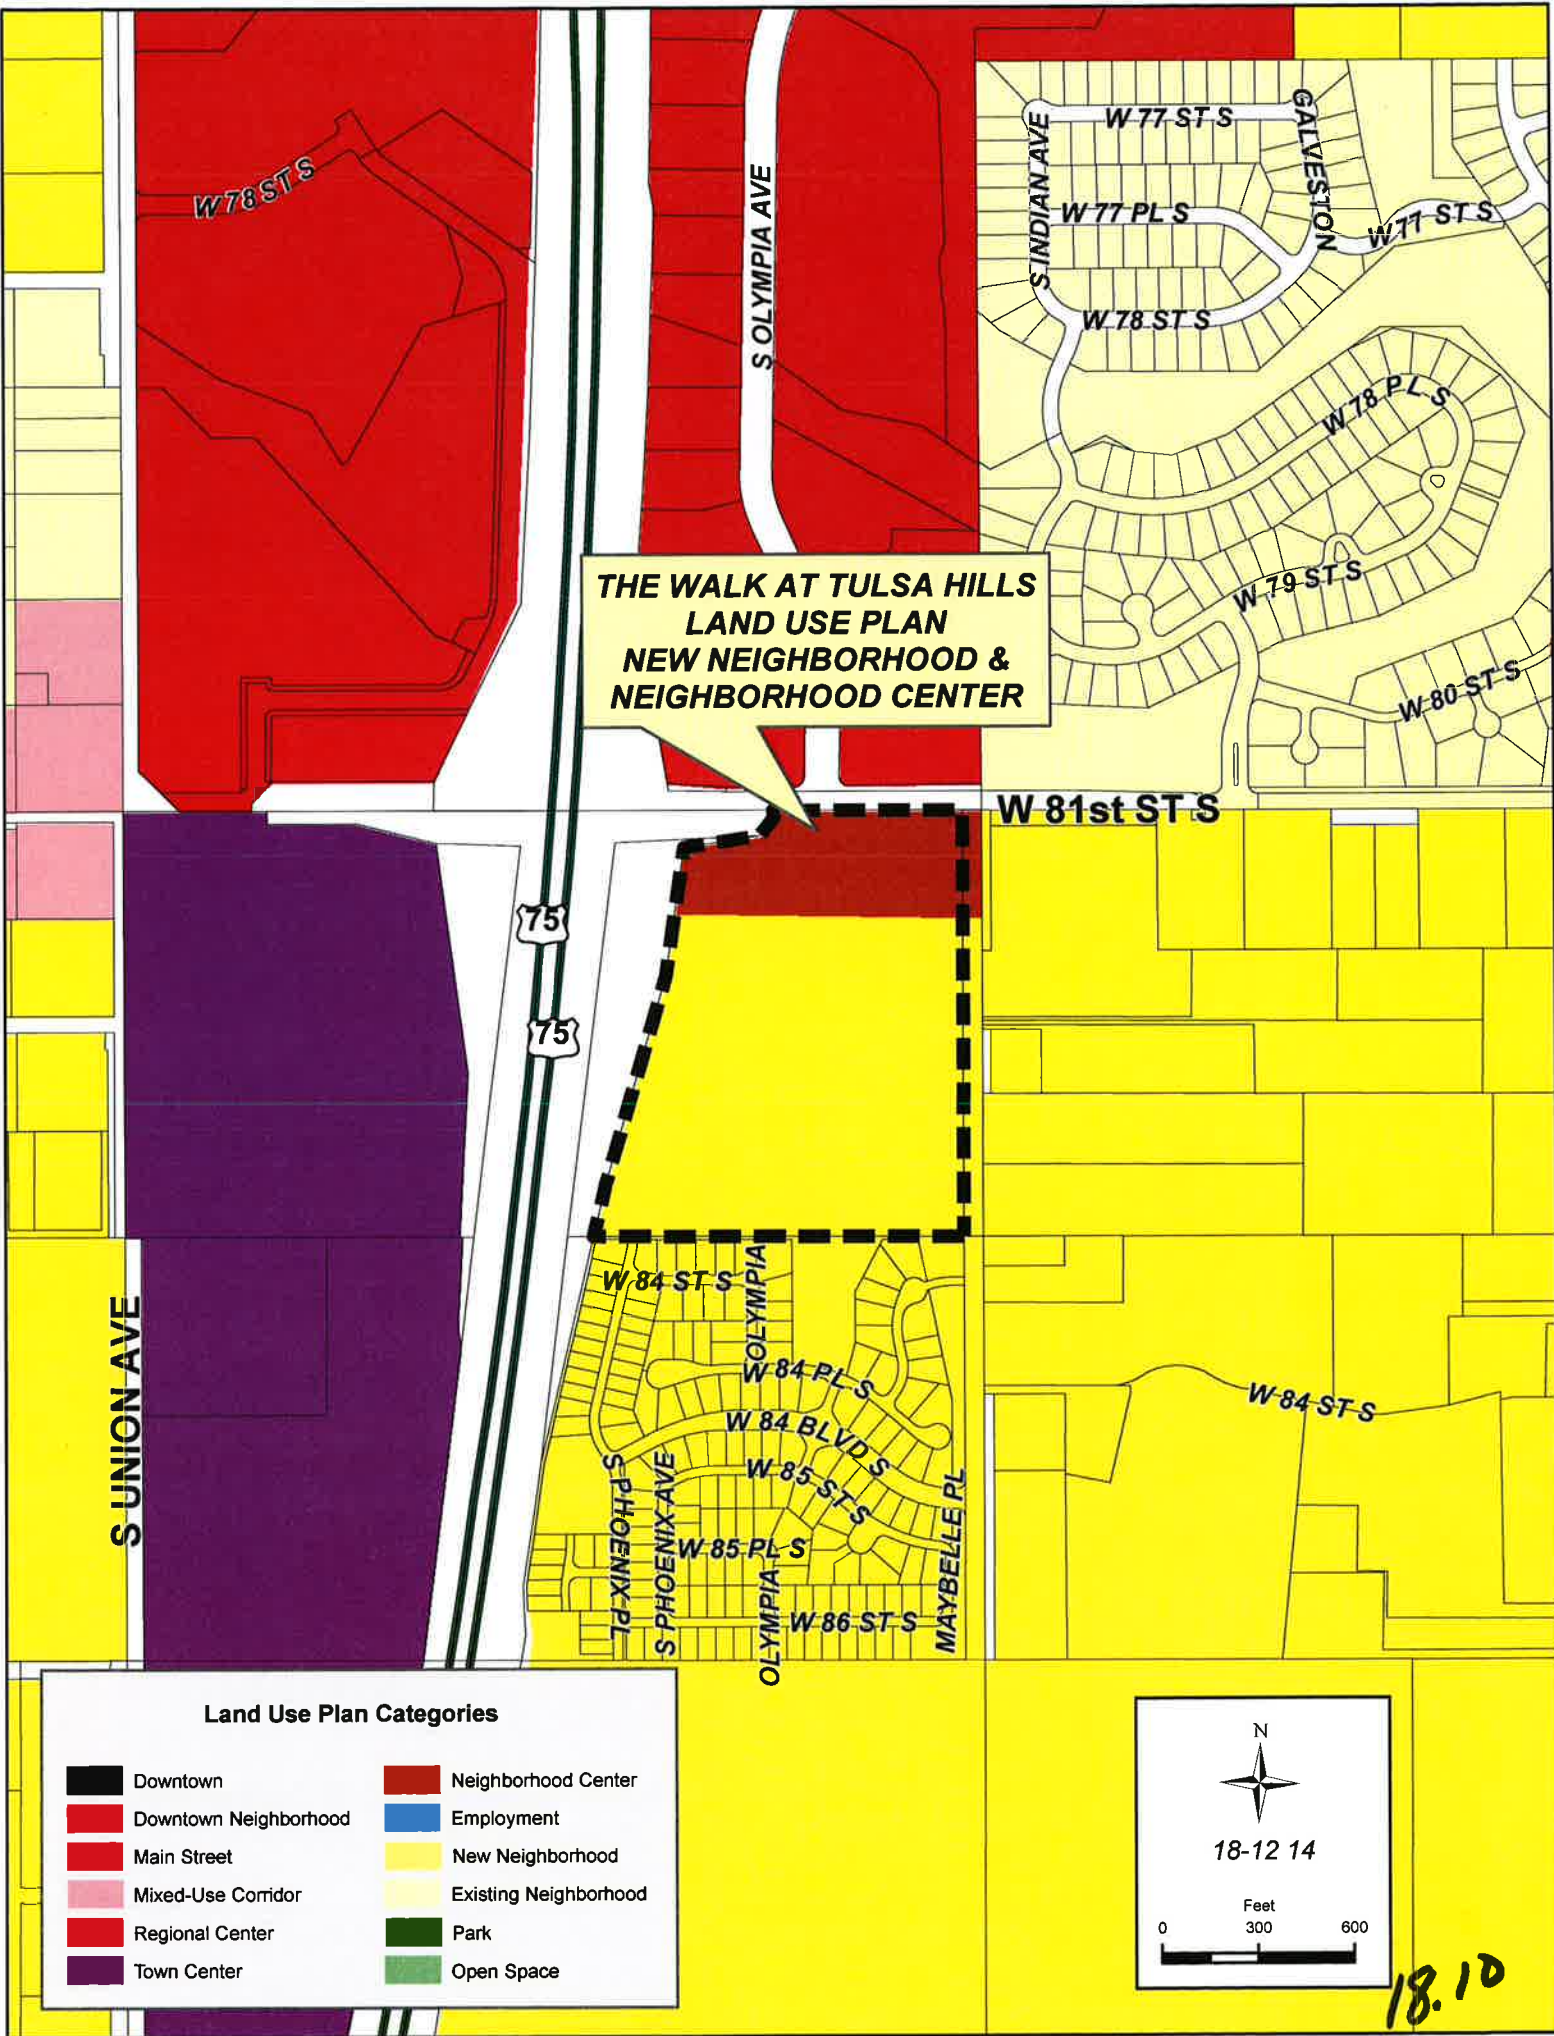 W 78 ST S
S OLYMPIA AVE
S INDIAN AVE
W 77 ST S
GALVESTON
W 77 PL S
W 77 ST S
W 78 ST S
W 78 PL S
W 79 ST S
W 80 ST S
THE WALK AT TULSA HILLS
LAND USE PLAN
NEW NEIGHBORHOOD &
NEIGHBORHOOD CENTER
W 81st ST S
75
75
S UNION AVE
W 84 ST S
OLYMPIA
W 84 PL S
W 84 BLVD S
W 85 ST S
W 84 ST S
S PHOENIX PL
S PHOENIX AVE
W 85 PL S
OLYMPIA
W 86 ST S
MAYBELLE PL
Land Use Plan Categories
Downtown
Downtown Neighborhood
Main Street
Mixed-Use Corridor
Regional Center
Town Center
Neighborhood Center
Employment
New Neighborhood
Existing Neighborhood
Park
Open Space
N
18-12 14
Feet
0 300 600
18.10